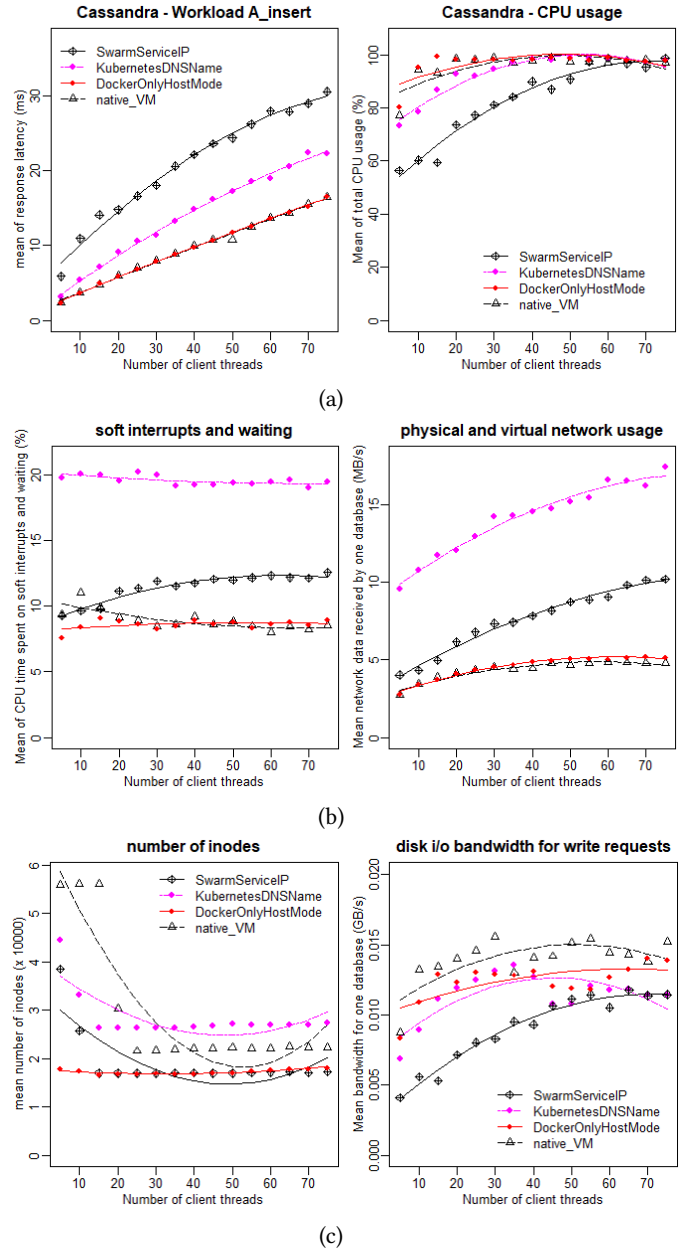 Cassandra - Workload A_insert
mean of response latency (ms)
0 10 20 30
SwarmServiceIP
KubernetesDNSName
DockerOnlyHostMode
native_VM
10 20 30 40 50 60 70
Number of client threads
Cassandra - CPU usage
Mean of total CPU usage (%)
0 20 40 60 80 100
SwarmServiceIP
KubernetesDNSName
DockerOnlyHostMode
native_VM
10 20 30 40 50 60 70
Number of client threads
(a)
soft interrupts and waiting
Mean of CPU time spent on soft interrupts and waiting (%)
0 5 10 15 20
10 20 30 40 50 60 70
Number of client threads
physical and virtual network usage
Mean network data received by one database (MB/s)
0 5 10 15
10 20 30 40 50 60 70
Number of client threads
(b)
number of inodes
mean number of inodes (x 10000)
0 1 2 3 4 5 6
SwarmServiceIP
KubernetesDNSName
DockerOnlyHostMode
native_VM
10 20 30 40 50 60 70
Number of client threads
disk i/o bandwidth for write requests
Mean bandwidth for one database (GB/s)
0.000 0.005 0.010 0.015 0.020
SwarmServiceIP
KubernetesDNSName
DockerOnlyHostMode
native_VM
10 20 30 40 50 60 70
Number of client threads
(c)